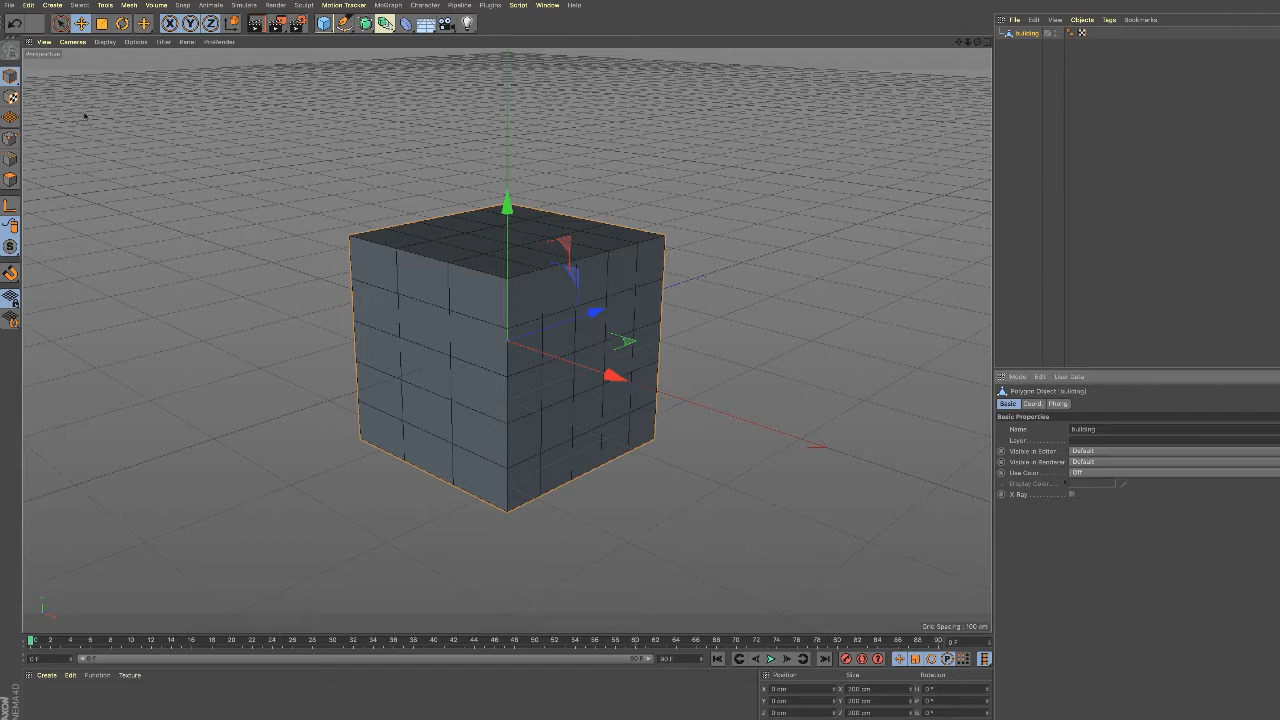 File Edit Create Select Tools Mesh Volume Snap Animate Simulate Render Sculpt Motion Tracker MoGraph Character Pipeline Plugins Script Window Help
File Edit View Objects Tags Bookmarks
building
View Cameras Display Options Filter Panel ProRender
Perspective
Mode Edit User Data
Polygon Object [building]
Basic Coord. Phong
Basic Properties
Name building
Layer
Visible in Editor Default
Visible in Renderer Default
Use Color Off
Display Color
X-Ray
Grid Spacing : 100 cm
0 2 4 6 8 10 12 14 16 18 20 22 24 26 28 30 32 34 36 38 40 42 44 46 48 50 52 54 56 58 60 62 64 66 68 70 72 74 76 78 80 82 84 86 88 90 0 F
0 F 0 F 90 F 90 F
Create Edit Function Texture
Position Size Rotation
X 0 cm X 200 cm H 0 °
Y 0 cm Y 200 cm P 0 °
Z 0 cm Z 200 cm B 0 °